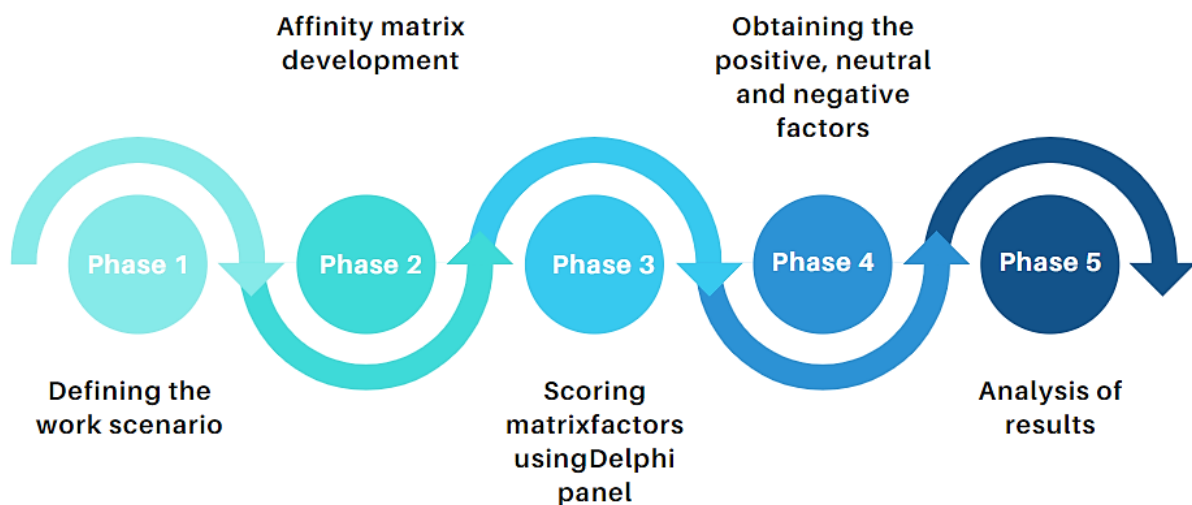 Affinity matrix
development
Obtaining the
positive, neutral
and negative
factors
Phase 1
Phase 2
Phase 3
Phase 4
Phase 5
Defining the
work scenario
Scoring
matrixfactors
usingDelphi
panel
Analysis of
results